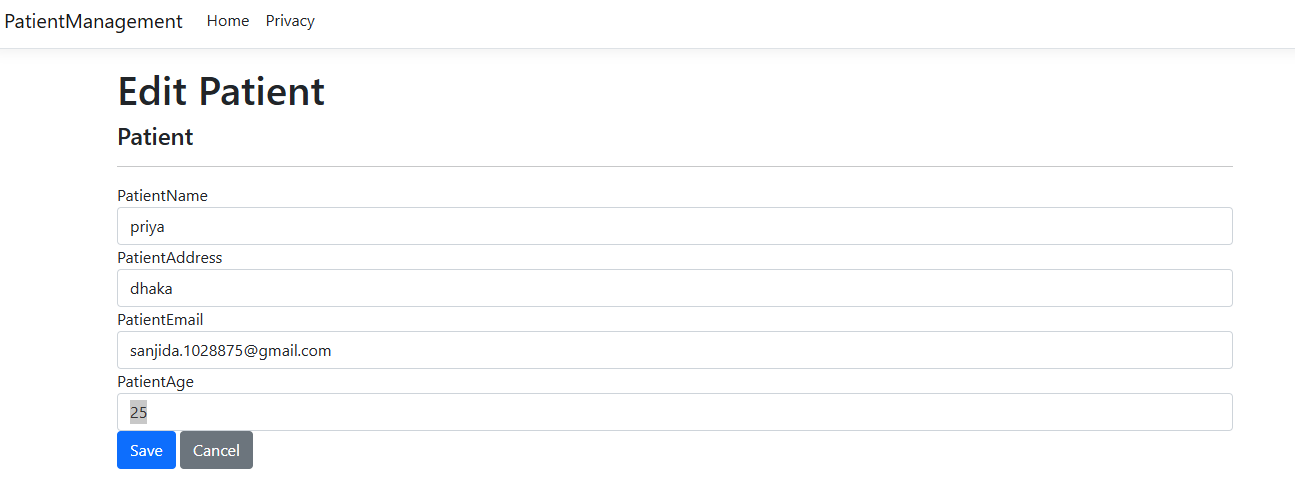 PatientManagement Home Privacy
Edit Patient
Patient
PatientName
priya
PatientAddress
dhaka
PatientEmail
sanjida.1028875@gmail.com
PatientAge
25
Save Cancel